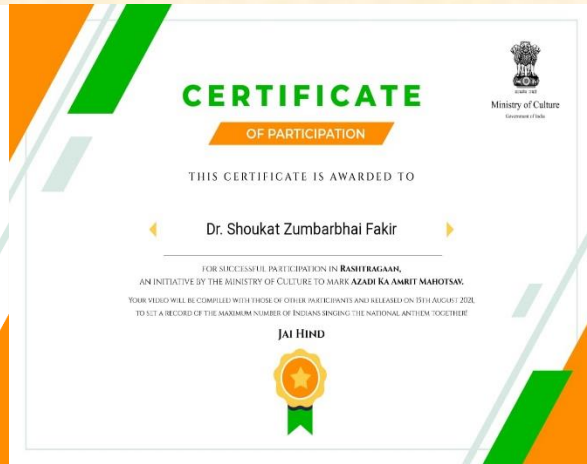 CERTIFICATE
OF PARTICIPATION
Ministry of Culture
Government of India
THIS CERTIFICATE IS AWARDED TO
Dr. Shoukat Zumbarbhai Fakir
FOR SUCCESSFUL PARTICIPATION IN RASHTRAGAAN,
AN INITIATIVE BY THE MINISTRY OF CULTURE TO MARK AZADI KA AMRIT MAHOTSAV.
YOUR VIDEO WILL BE COMPILED WITH THOSE OF OTHER PARTICIPANTS AND RELEASED ON 15TH AUGUST 2021,
TO SET A RECORD OF THE MAXIMUM NUMBER OF INDIANS SINGING THE NATIONAL ANTHEM TOGETHER!
JAI HIND